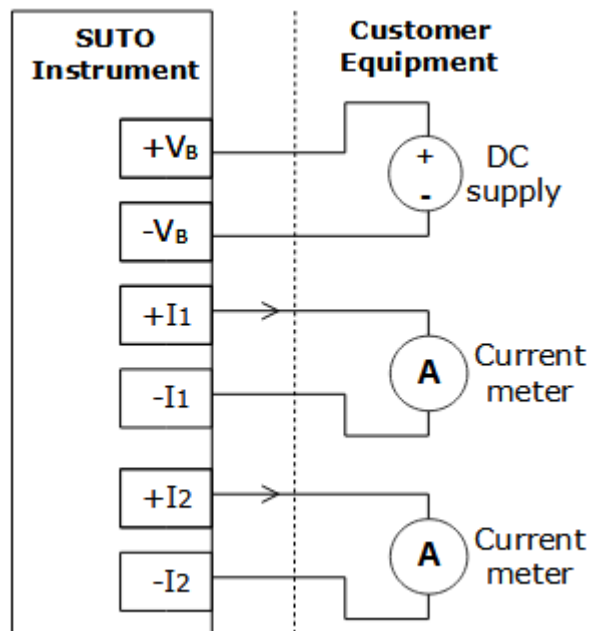 SUTO
Instrument
Customer
Equipment
+VB
-VB
+
-
DC
supply
+I1
-I1
A
Current
meter
+I2
-I2
A
Current
meter